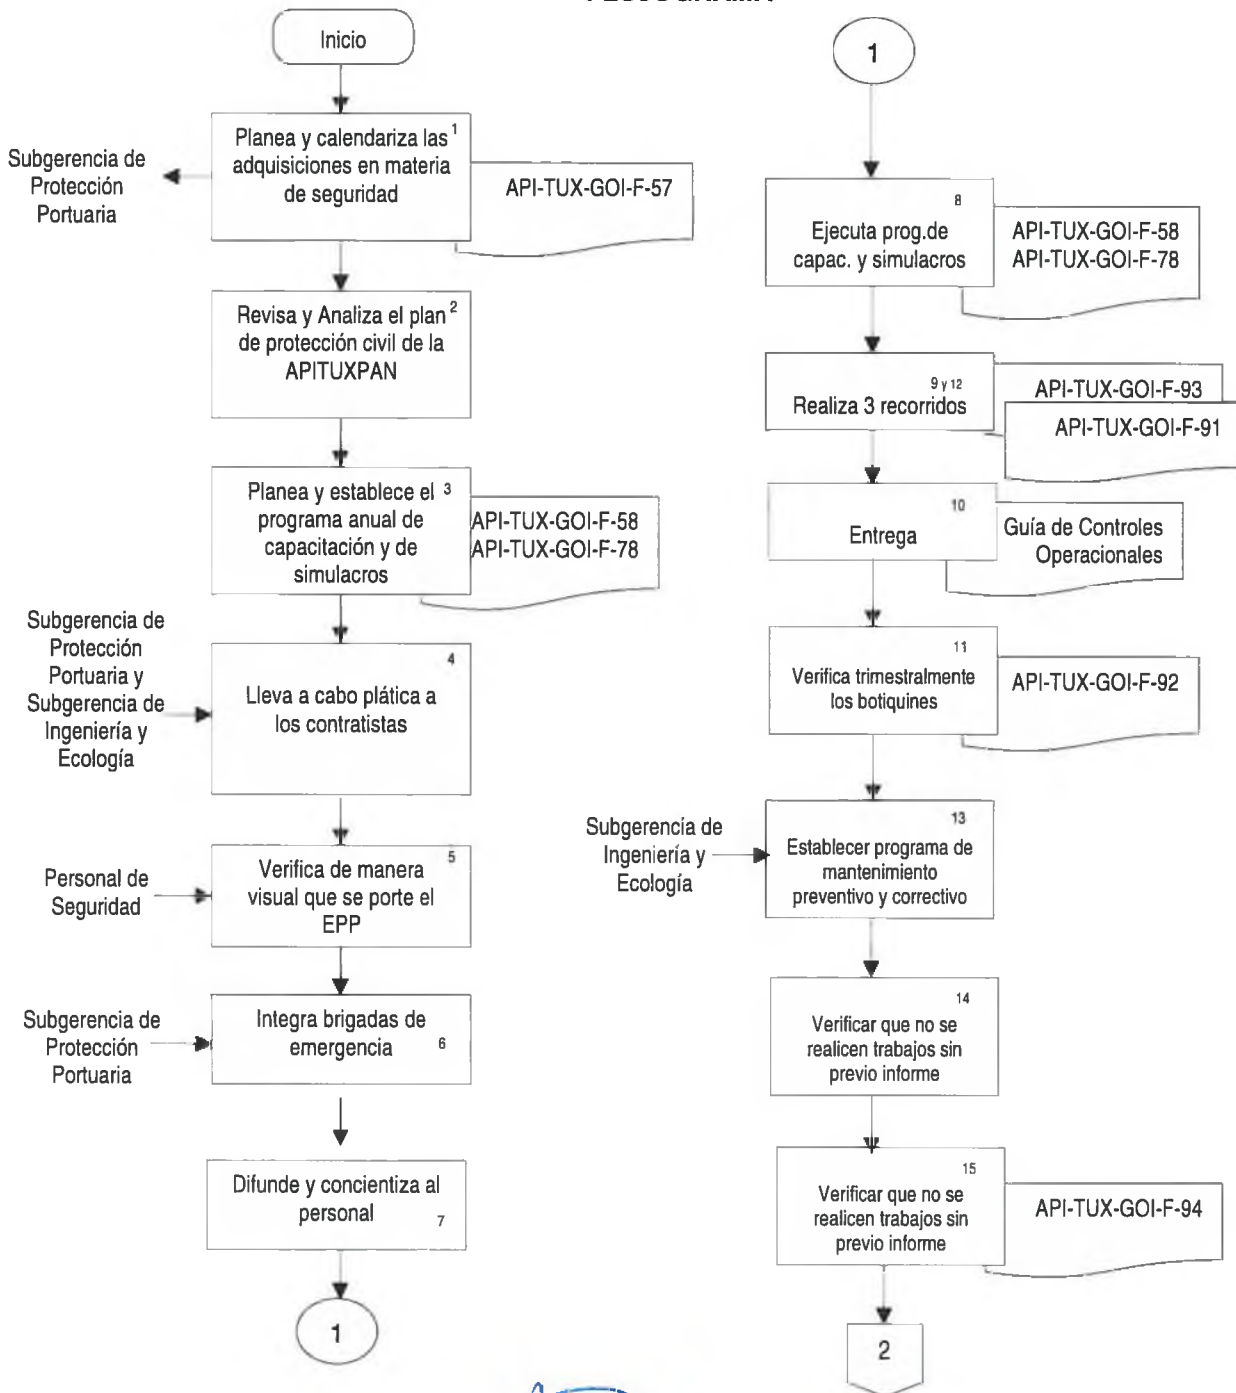 Inicio
Planea y calendariza las 1
adquisiciones en materia
de seguridad
Subgerencia de
Protección
Portuaria
API-TUX-GOI-F-57
Revisa y Analiza el plan 2
de protección civil de la
APITUXPAN
Planea y establece el 3
programa anual de
capacitación y de
simulacros
API-TUX-GOI-F-58
API-TUX-GOI-F-78
Subgerencia de
Protección
Portuaria y
Subgerencia de
Ingeniería y
Ecología
4
Lleva a cabo plática a
los contratistas
Personal de
Seguridad
5
Verifica de manera
visual que se porte el
EPP
Subgerencia de
Protección
Portuaria
Integra brigadas de
emergencia 6
Difunde y concientiza al
personal 7
1
1
8
Ejecuta prog.de
capac. y simulacros
API-TUX-GOI-F-58
API-TUX-GOI-F-78
9 y 12
Realiza 3 recorridos
API-TUX-GOI-F-93
API-TUX-GOI-F-91
10
Entrega
Guía de Controles
Operacionales
11
Verifica trimestralmente
los botiquines
API-TUX-GOI-F-92
Subgerencia de
Ingeniería y
Ecología
13
Establecer programa de
mantenimiento
preventivo y correctivo
14
Verificar que no se
realicen trabajos sin
previo informe
15
Verificar que no se
realicen trabajos sin
previo informe
API-TUX-GOI-F-94
2